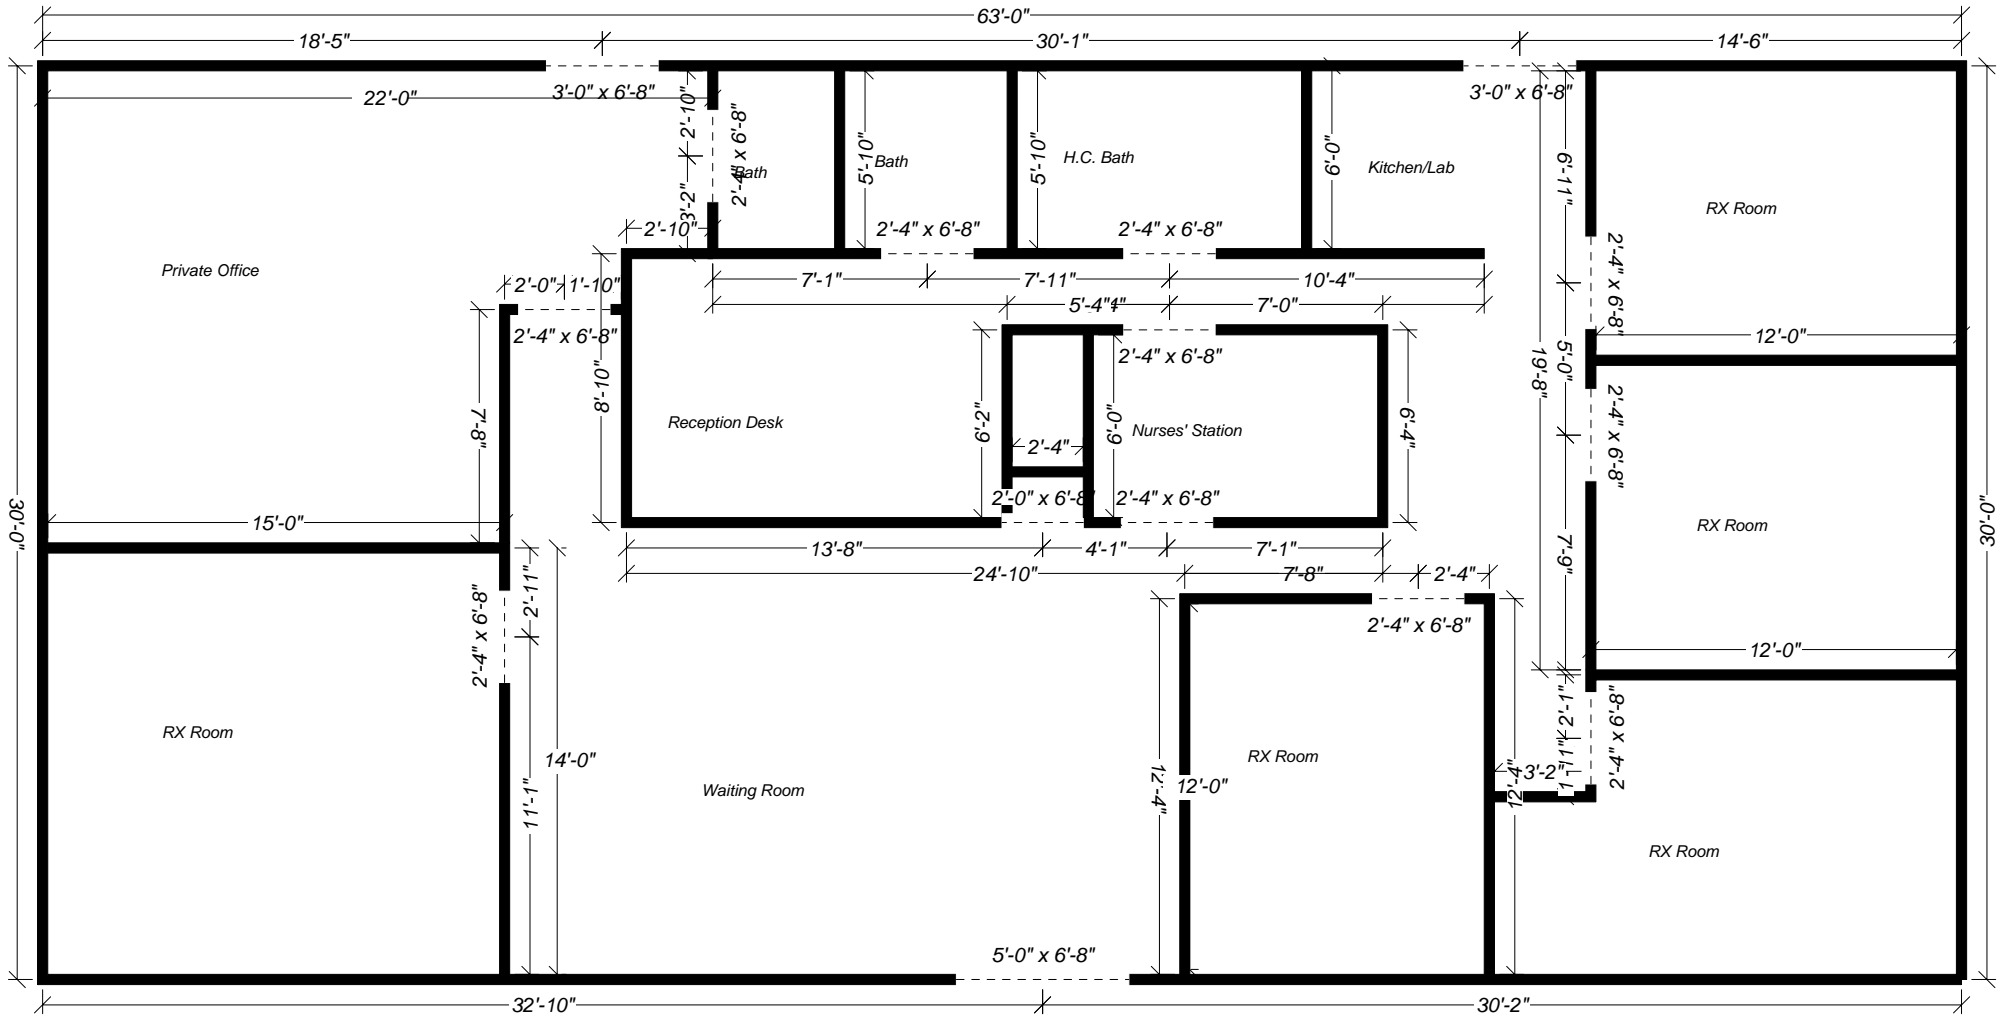 63'-0"
18'-5"
30'-1"
14'-6"
3'-0" x 6'-8"
3'-0" x 6'-8"
22'-0"
2'-10"
2'-4" x 6'-8"
Bath
5'-10"
Bath
5'-10"
H.C. Bath
6'-0"
Kitchen/Lab
6'-11"
RX Room
3'-2"
2'-10"
2'-4" x 6'-8"
2'-4" x 6'-8"
Private Office
7'-1"
7'-11"
10'-4"
2'-4" x 6'-8"
2'-0"
1'-10"
5'-4"
7'-0"
2'-4" x 6'-8"
2'-4" x 6'-8"
12'-0"
8'-10"
19'-8"
5'-0"
7'-8"
Reception Desk
6'-2"
2'-4"
6'-0"
Nurses' Station
6'-4"
2'-4" x 6'-8"
30'-0"
15'-0"
2'-0" x 6'-8"
2'-4" x 6'-8"
RX Room
30'-0"
13'-8"
4'-1"
7'-1"
7'-9"
24'-10"
7'-8"
2'-4"
2'-11"
2'-4" x 6'-8"
2'-4" x 6'-8"
12'-0"
2'-1"
2'-4" x 6'-8"
RX Room
14'-0"
11'-1"
Waiting Room
12'-4"
12'-0"
RX Room
12'-4"
3'-2"
RX Room
5'-0" x 6'-8"
32'-10"
30'-2"